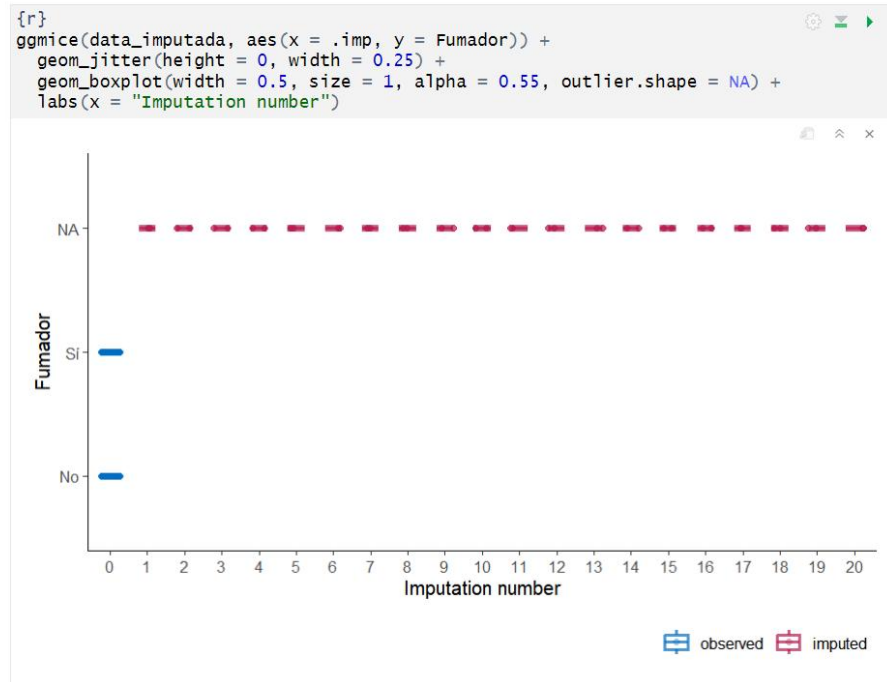 {r}
ggmice(data_imputada, aes(x = .imp, y = Fumador)) +
  geom_jitter(height = 0, width = 0.25) +
  geom_boxplot(width = 0.5, size = 1, alpha = 0.55, outlier.shape = NA) +
  labs(x = "Imputation number")
NA
Sí
No
Fumador
0 1 2 3 4 5 6 7 8 9 10 11 12 13 14 15 16 17 18 19 20
Imputation number
observed imputed